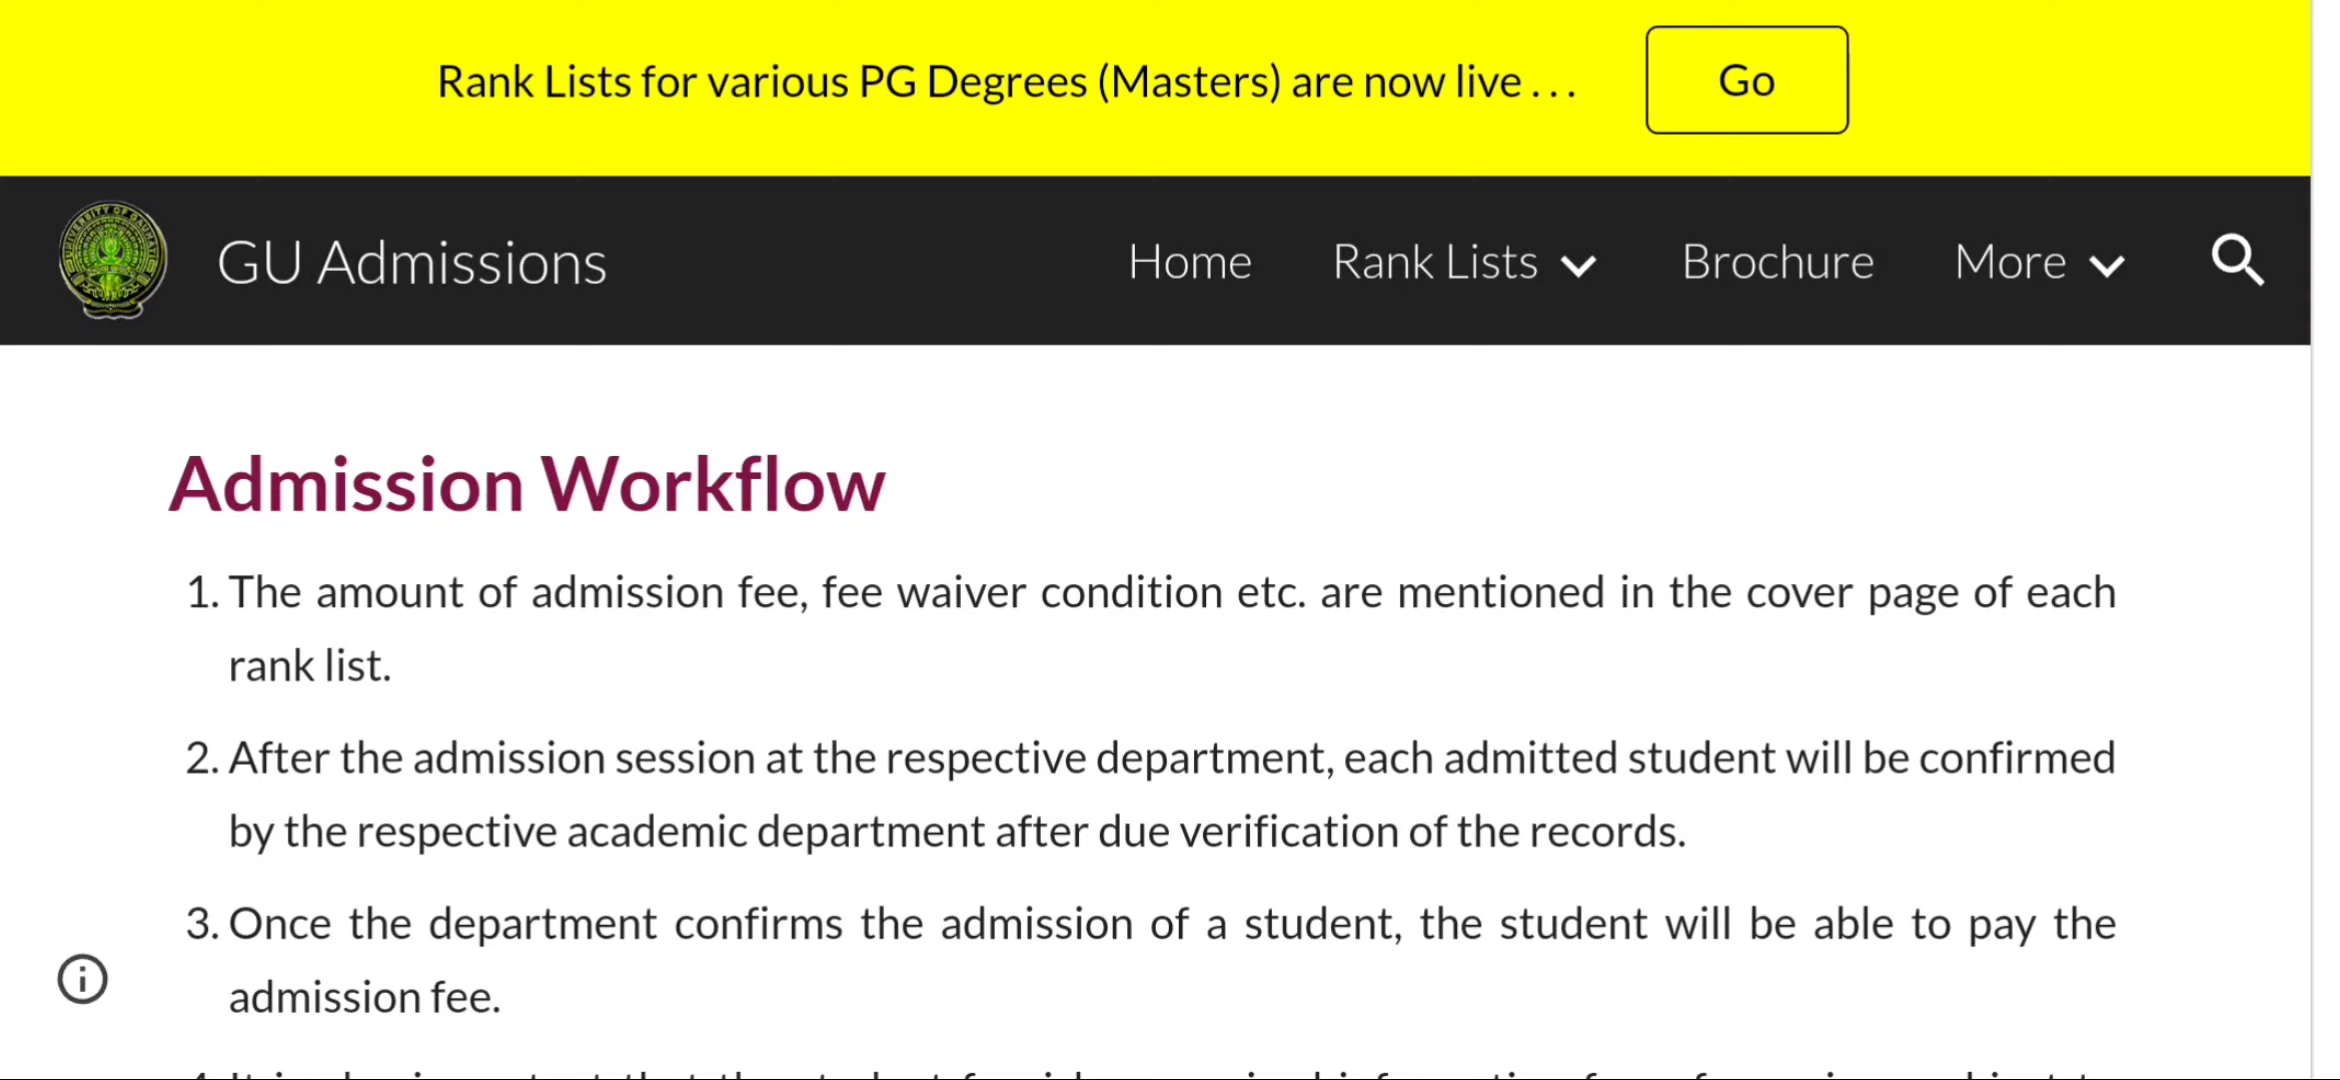 Rank Lists for various PG Degrees (Masters) are now live . . .
Go
GU Admissions
Home
Rank Lists
Brochure
More
Admission Workflow
1. The amount of admission fee, fee waiver condition etc. are mentioned in the cover page of each
rank list.
2. After the admission session at the respective department, each admitted student will be confirmed
by the respective academic department after due verification of the records.
3. Once the department confirms the admission of a student, the student will be able to pay the
admission fee.